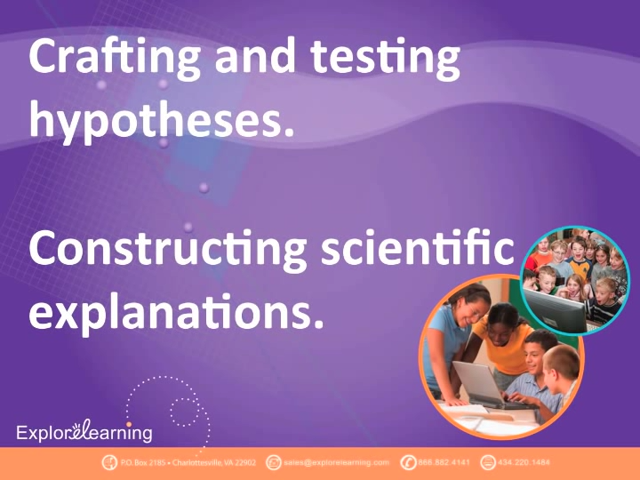 Crafting and testing
hypotheses.
Constructing scientific
explanations.
ExploreLearning
P.O. Box 2185 • Charlottesville, VA 22902 sales@explorelearning.com 866.882.4141 434.220.1484